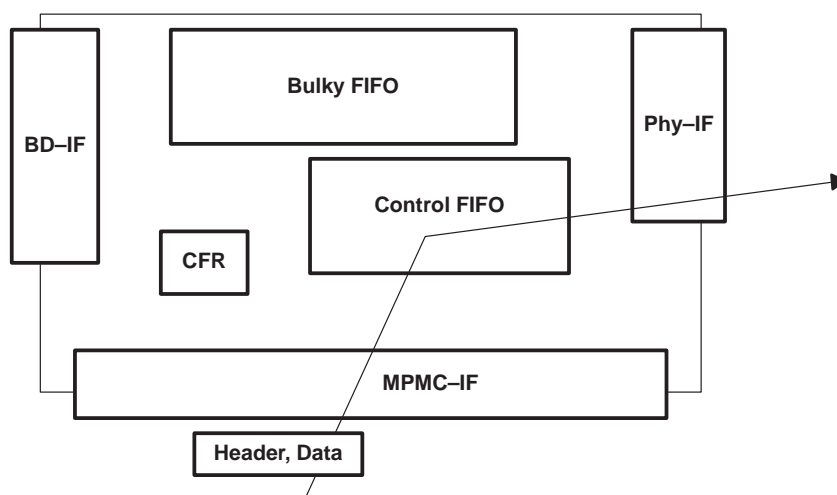 Bulky FIFO
BD–IF
Phy–IF
Control FIFO
CFR
MPMC–IF
Header, Data